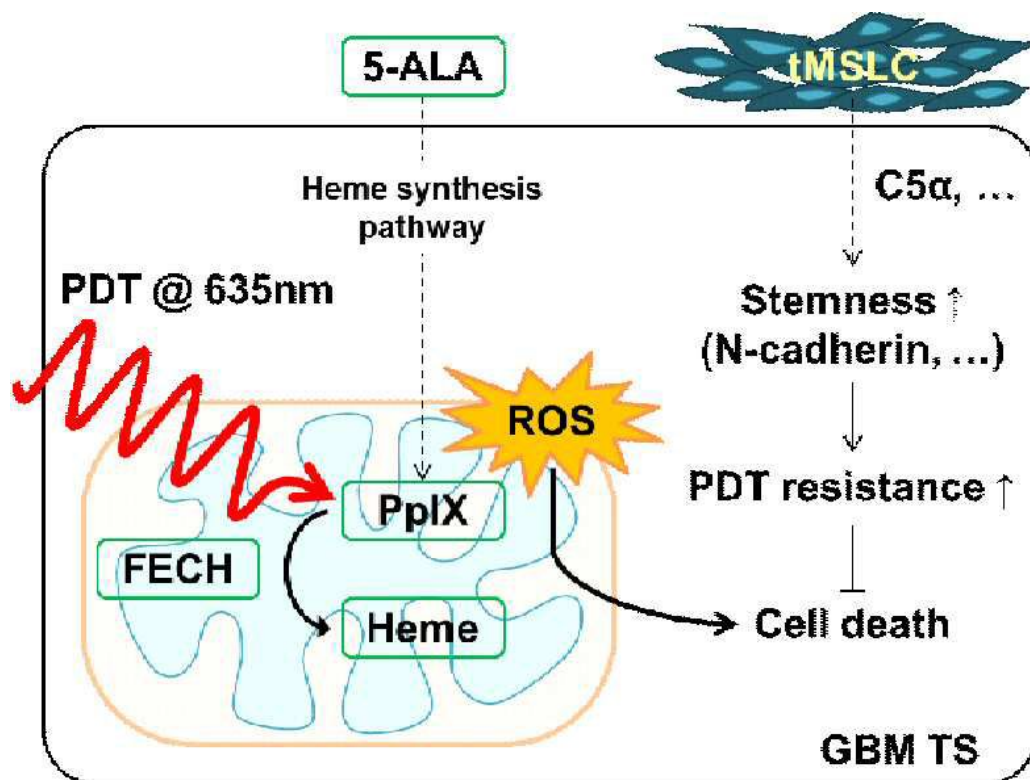 5-ALA
tMSLC
Heme synthesis
pathway
C5α, ...
PDT @ 635nm
Stemness ↑
(N-cadherin, ...)
ROS
PpIX
PDT resistance ↑
FECH
Heme
Cell death
GBM TS